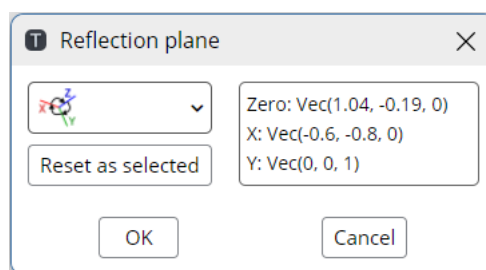 T Reflection plane
X Z Y
Zero: Vec(1.04, -0.19, 0)
X: Vec(-0.6, -0.8, 0)
Y: Vec(0, 0, 1)
Reset as selected
OK
Cancel